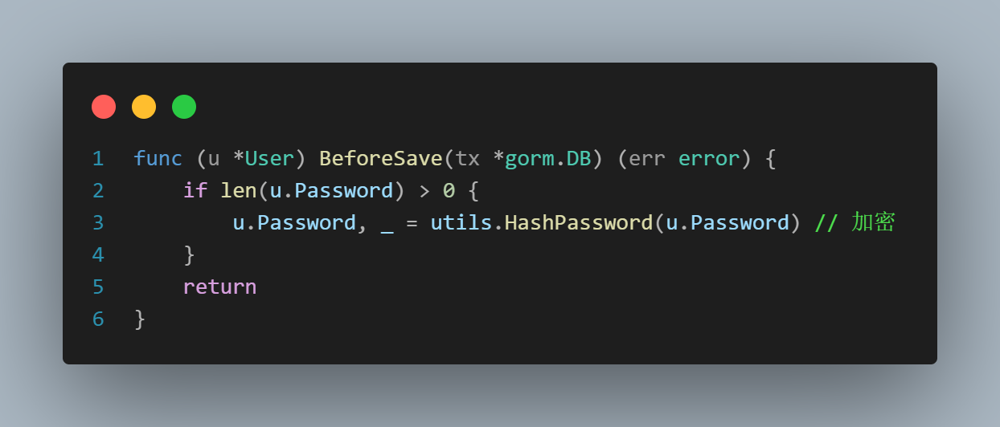 1 func (u *User) BeforeSave(tx *gorm.DB) (err error) {
2     if len(u.Password) > 0 {
3         u.Password, _ = utils.HashPassword(u.Password) // 加密
4     }
5     return
6 }